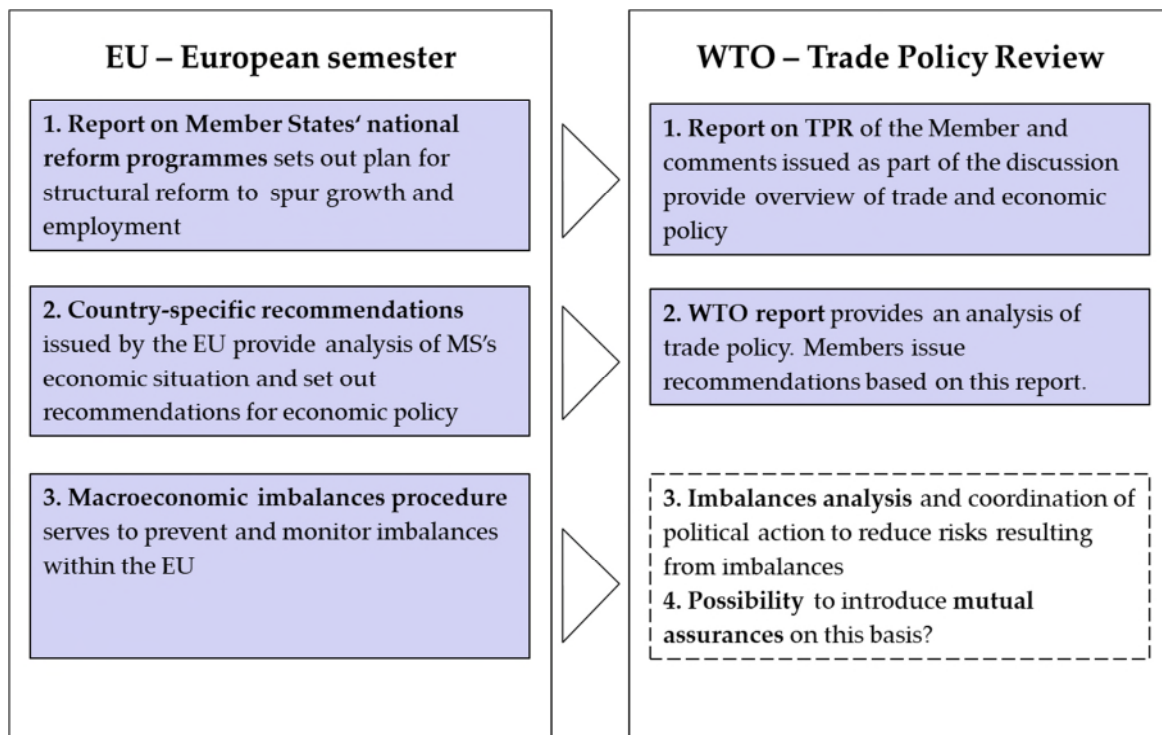 EU – European semester
1. Report on Member States‘ national
reform programmes sets out plan for
structural reform to spur growth and
employment
2. Country-specific recommendations
issued by the EU provide analysis of MS’s
economic situation and set out
recommendations for economic policy
3. Macroeconomic imbalances procedure
serves to prevent and monitor imbalances
within the EU
WTO – Trade Policy Review
1. Report on TPR of the Member and
comments issued as part of the discussion
provide overview of trade and economic
policy
2. WTO report provides an analysis of
trade policy. Members issue
recommendations based on this report.
3. Imbalances analysis and coordination of
political action to reduce risks resulting
from imbalances
4. Possibility to introduce mutual
assurances on this basis?